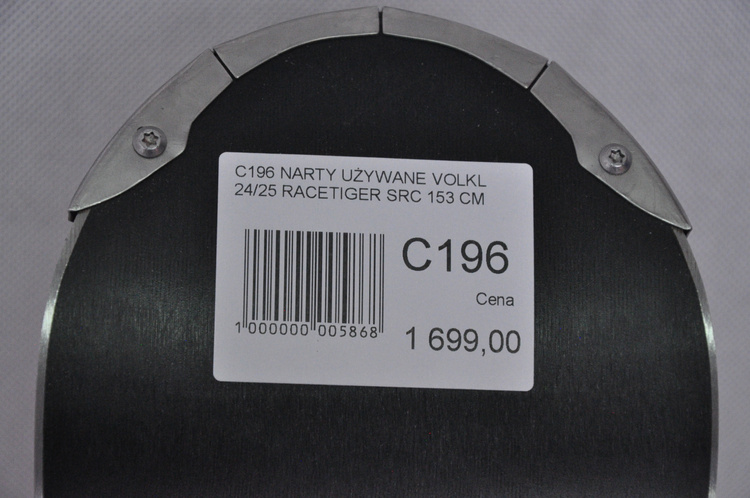 C196 NARTY UŻYWANE VOLKL
24/25 RACETIGER SRC 153 CM
C196
Cena
1 000000 005868
1 699,00